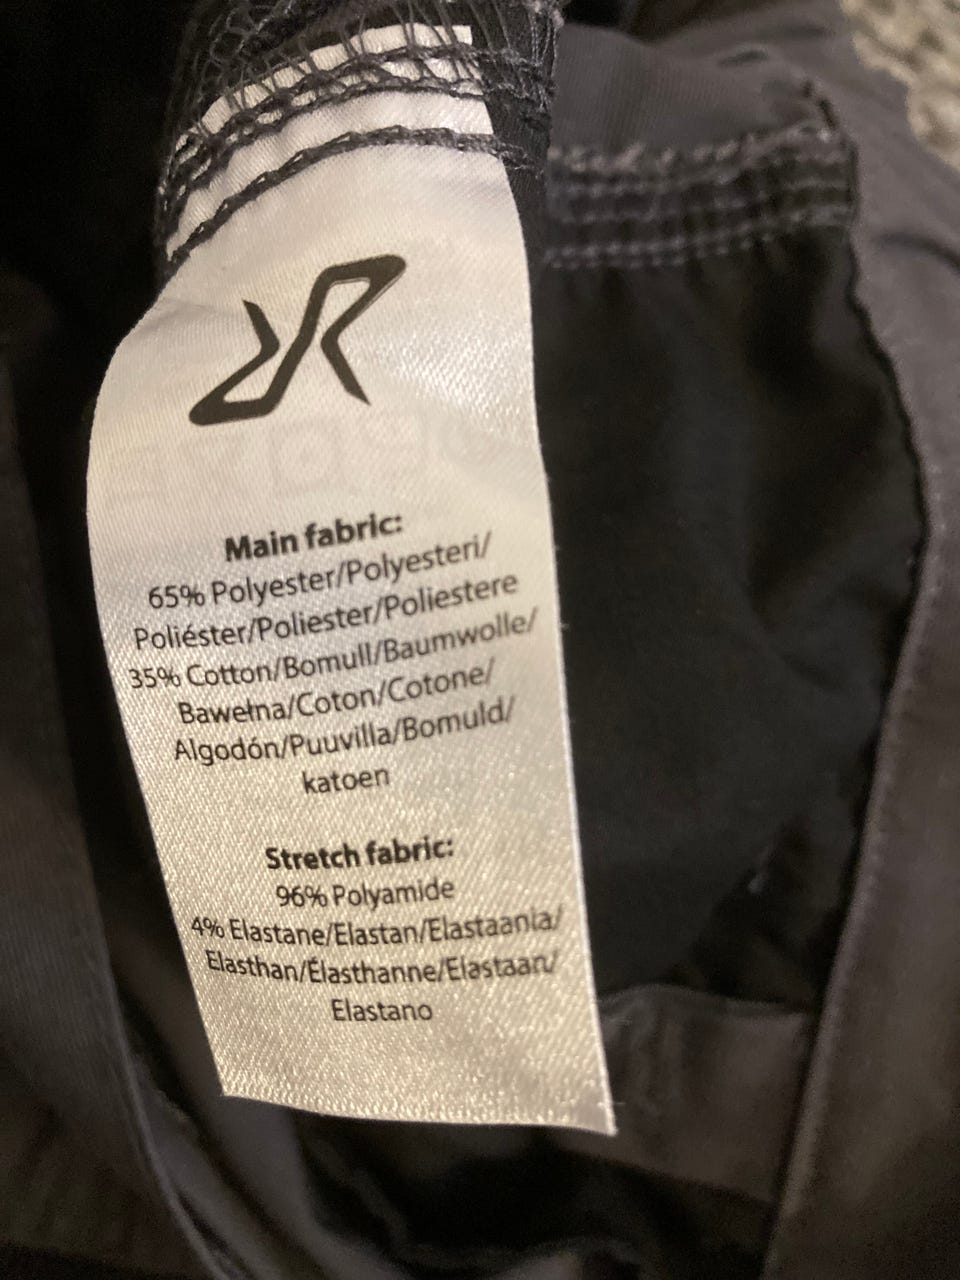 Main fabric:
65% Polyester/Polyesteri/
Poliéster/Poliester/Poliestere
35% Cotton/Bomull/Baumwolle/
Bawełna/Coton/Cotone/
Algodón/Puuvilla/Bomuld/
katoen
Stretch fabric:
96% Polyamide
4% Elastane/Elastan/Elastaania/
Elasthan/Élasthanne/Elastaan/
Elastano